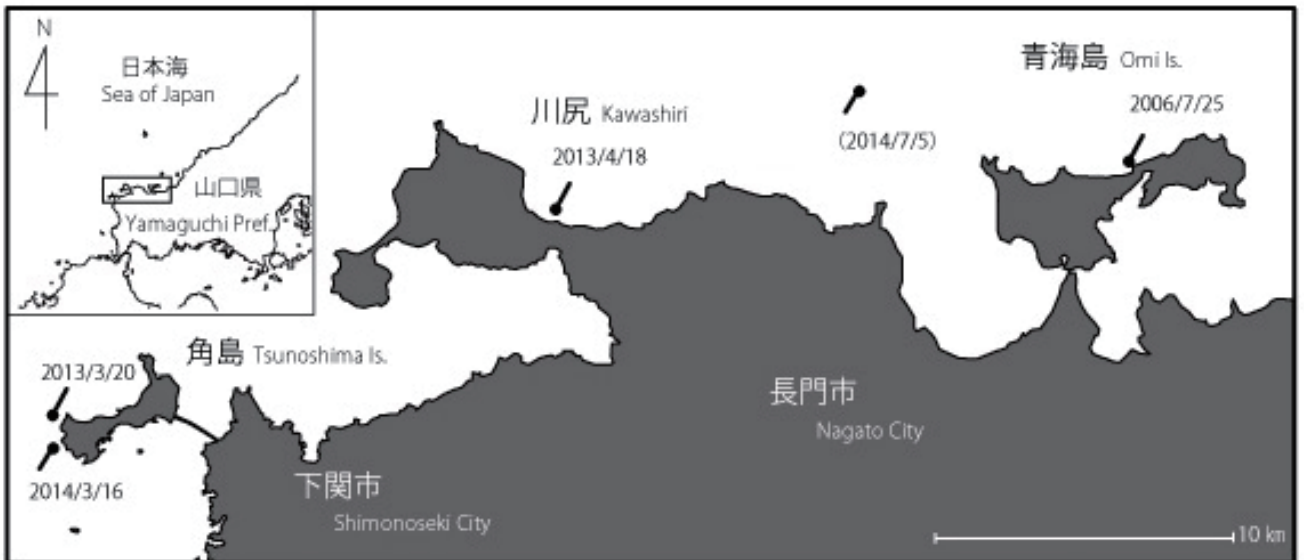 N
日本海
Sea of Japan
山口県
Yamaguchi Pref.
青海島 Omi Is.
2006/7/25
(2014/7/5)
川尻 Kawashiri
2013/4/18
角島 Tsunoshima Is.
2013/3/20
2014/3/16
長門市
Nagato City
下関市
Shimonoseki City
10 km